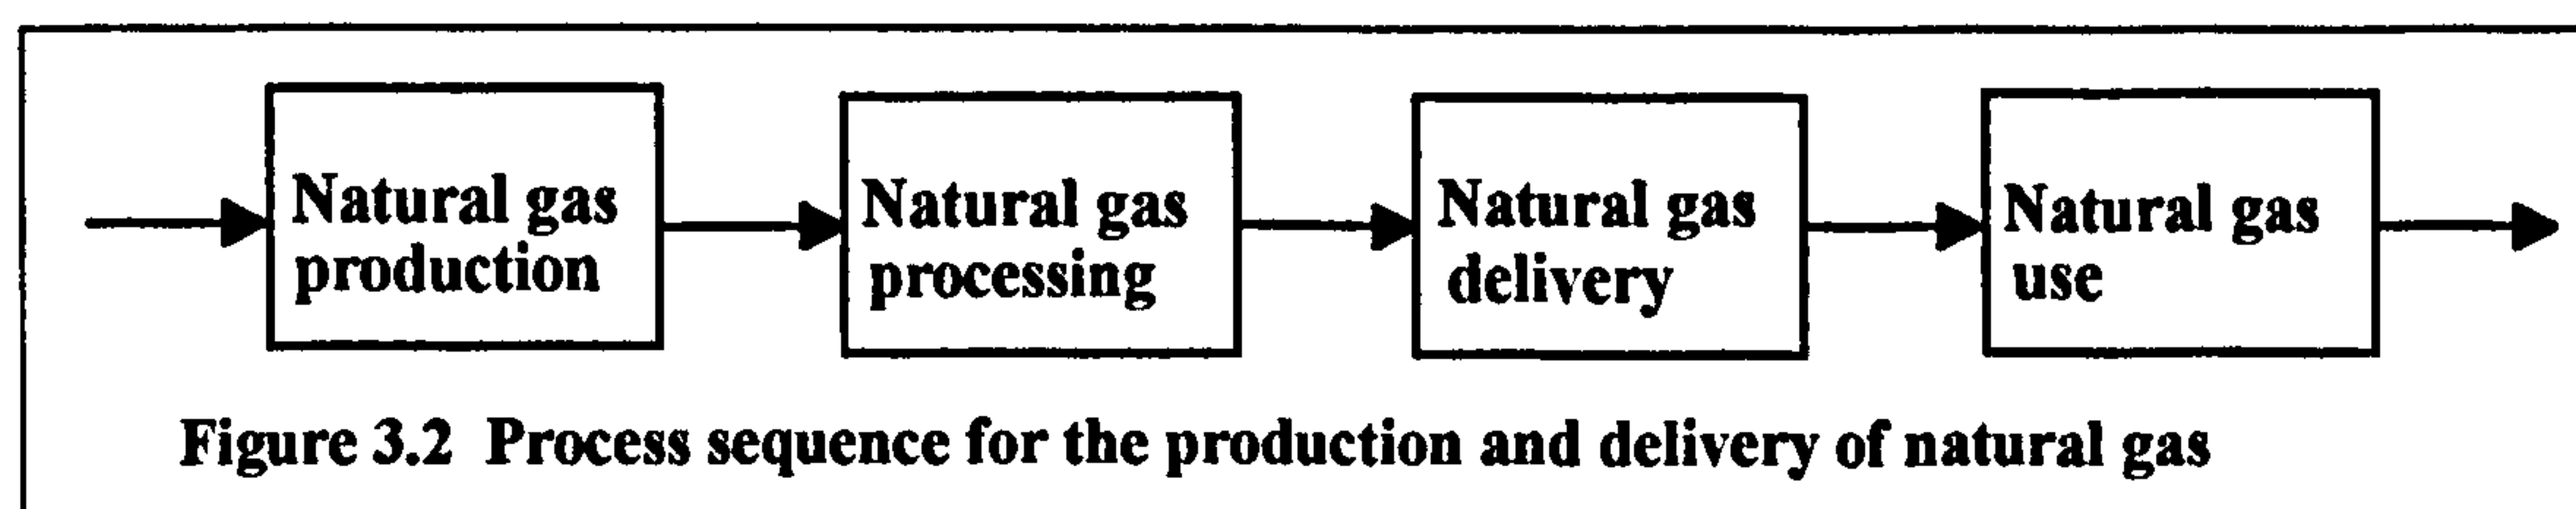 Natural gas
production
Natural gas
processing
Natural gas
delivery
Natural gas
use
Figure 3.2 Process sequence for the production and delivery of natural gas